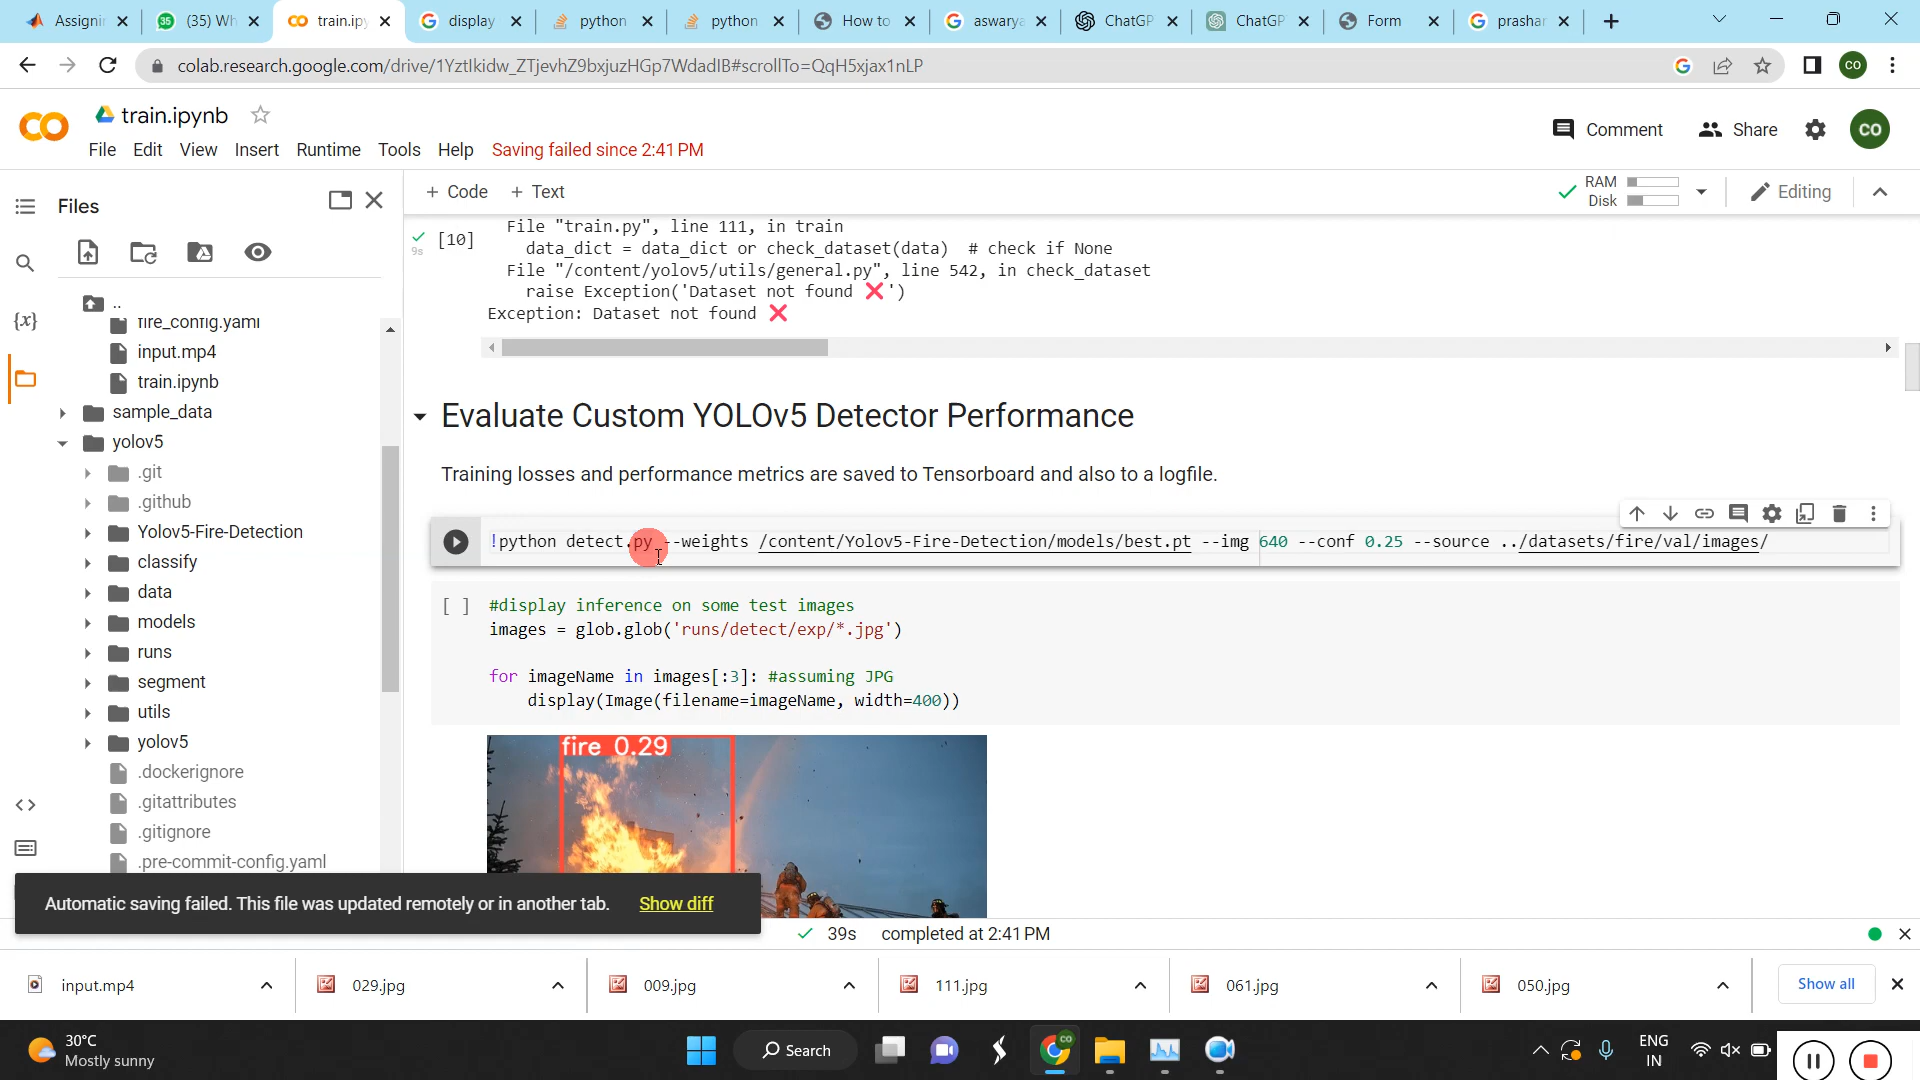 Assignm
(35) Wh
train.ipy
display
python
python
How to
aswarya
ChatGP
ChatGP
Form
prashan
colab.research.google.com/drive/1YztIkidw_ZTjevhZ9bxjuzHGp7WdadIB#scrollTo=QqH5xjax1nLP
co
train.ipynb
File Edit View Insert Runtime Tools Help Saving failed since 2:41 PM
Comment
Share
CO
Files
+ Code + Text
RAM
Disk
Editing
..
fire_config.yaml
input.mp4
train.ipynb
sample_data
yolov5
.git
.github
Yolov5-Fire-Detection
classify
data
models
runs
segment
utils
yolov5
.dockerignore
.gitattributes
.gitignore
.pre-commit-config.yaml
[10]
9s
File "train.py", line 111, in train
data_dict = data_dict or check_dataset(data)  # check if None
File "/content/yolov5/utils/general.py", line 542, in check_dataset
raise Exception('Dataset not found ❌')
Exception: Dataset not found ❌
Evaluate Custom YOLOv5 Detector Performance
Training losses and performance metrics are saved to Tensorboard and also to a logfile.
!python detect.py --weights /content/Yolov5-Fire-Detection/models/best.pt --img 640 --conf 0.25 --source ../datasets/fire/val/images/
[ ] #display inference on some test images
images = glob.glob('runs/detect/exp/*.jpg')
for imageName in images[:3]: #assuming JPG
display(Image(filename=imageName, width=400))
fire 0.29
Automatic saving failed. This file was updated remotely or in another tab. Show diff
39s completed at 2:41 PM
input.mp4
029.jpg
009.jpg
111.jpg
061.jpg
050.jpg
Show all
30°C
Mostly sunny
Search
ENG
IN